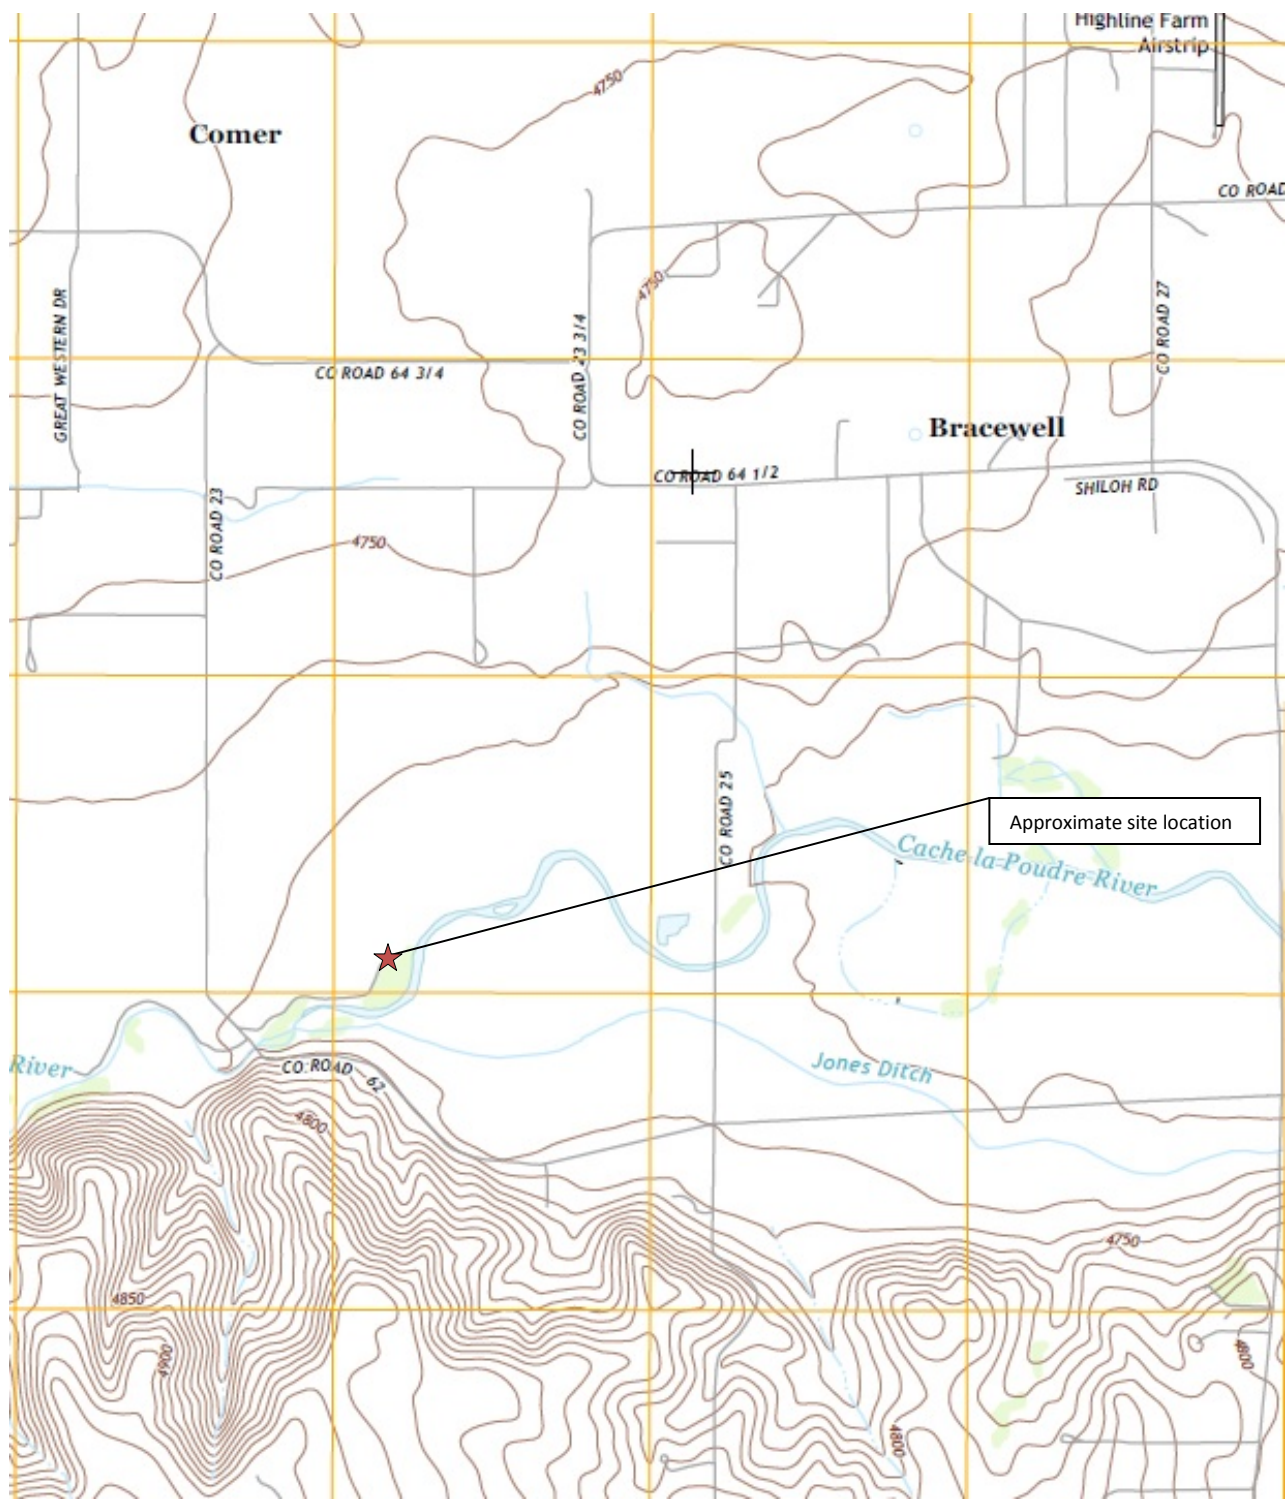 Highline Farm
Airstrip
4750
Comer
CO ROAD
4750
GREAT WESTERN DR
CO ROAD 23 3/4
CO ROAD 27
CO ROAD 64 3/4
Bracewell
CO ROAD 64 1/2
SHILOH RD
CO ROAD 23
4750
CO ROAD 25
Approximate site location
Cache la Poudre River
River
CO ROAD 62
Jones Ditch
4800
4750
4850
4900
4800
4800